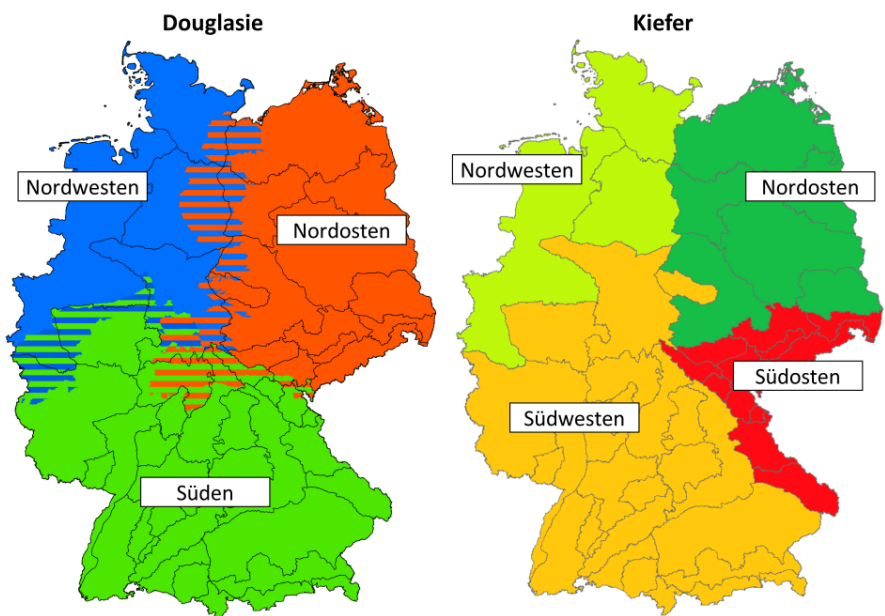 Douglasie
Nordwesten
Nordosten
Süden
Kiefer
Nordwesten
Nordosten
Südosten
Südwesten